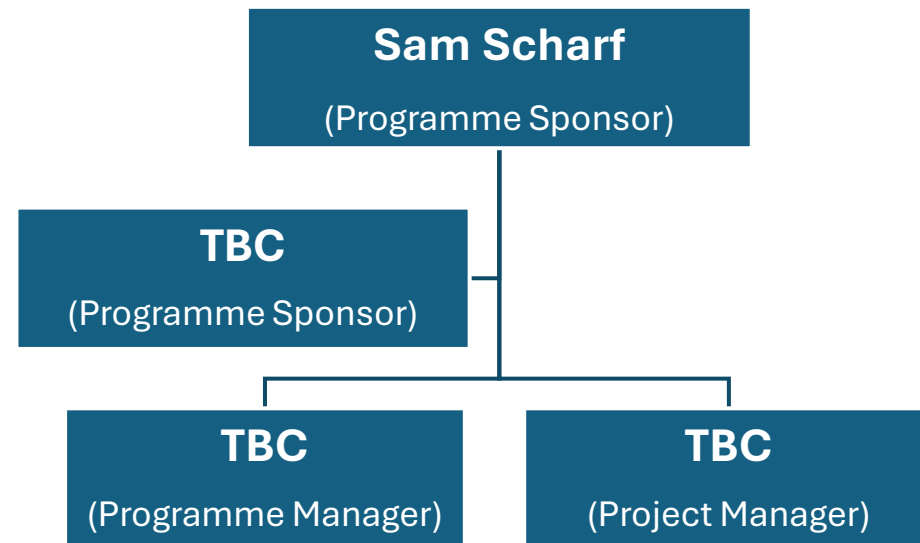 Sam Scharf
(Programme Sponsor)
TBC
(Programme Sponsor)
TBC
(Programme Manager)
TBC
(Project Manager)